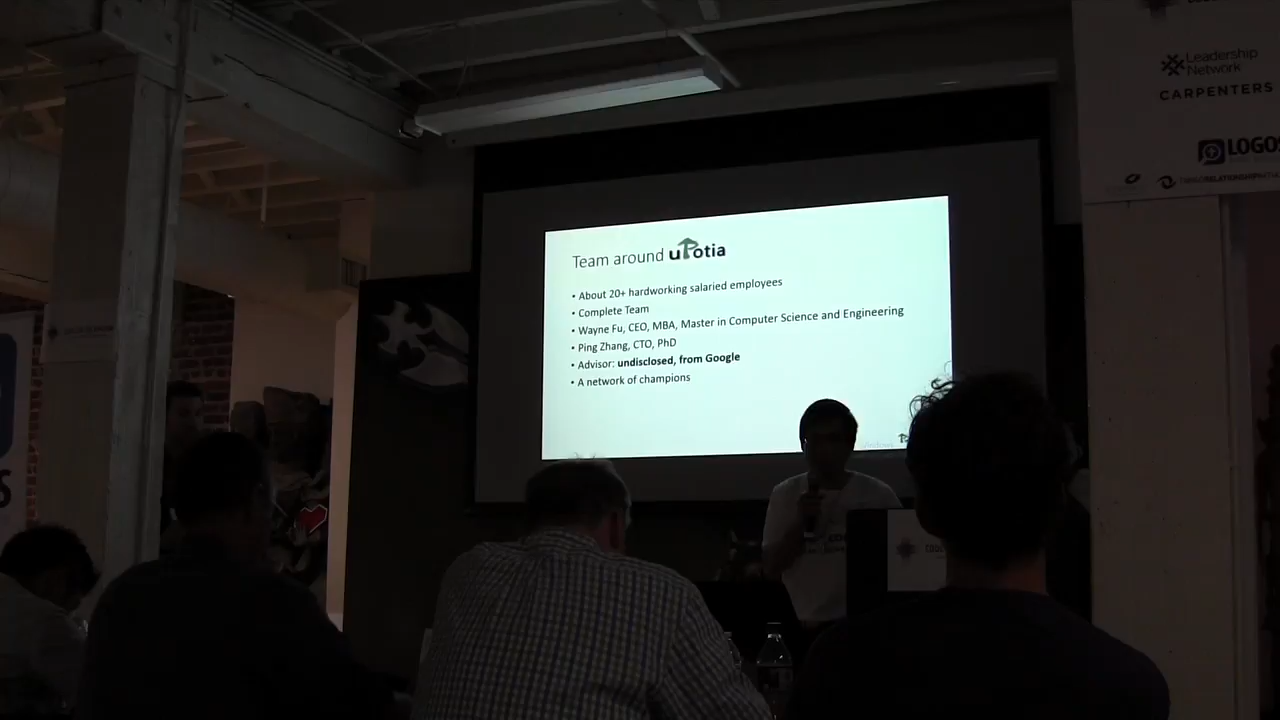 Team around uPotia
• About 20+ hardworking salaried employees
• Complete Team
• Wayne Fu, CEO, MBA, Master in Computer Science and Engineering
• Ping Zhang, CTO, PhD
• Advisor: undisclosed, from Google
• A network of champions
Leadership
Network
CARPENTERS
LOGOS